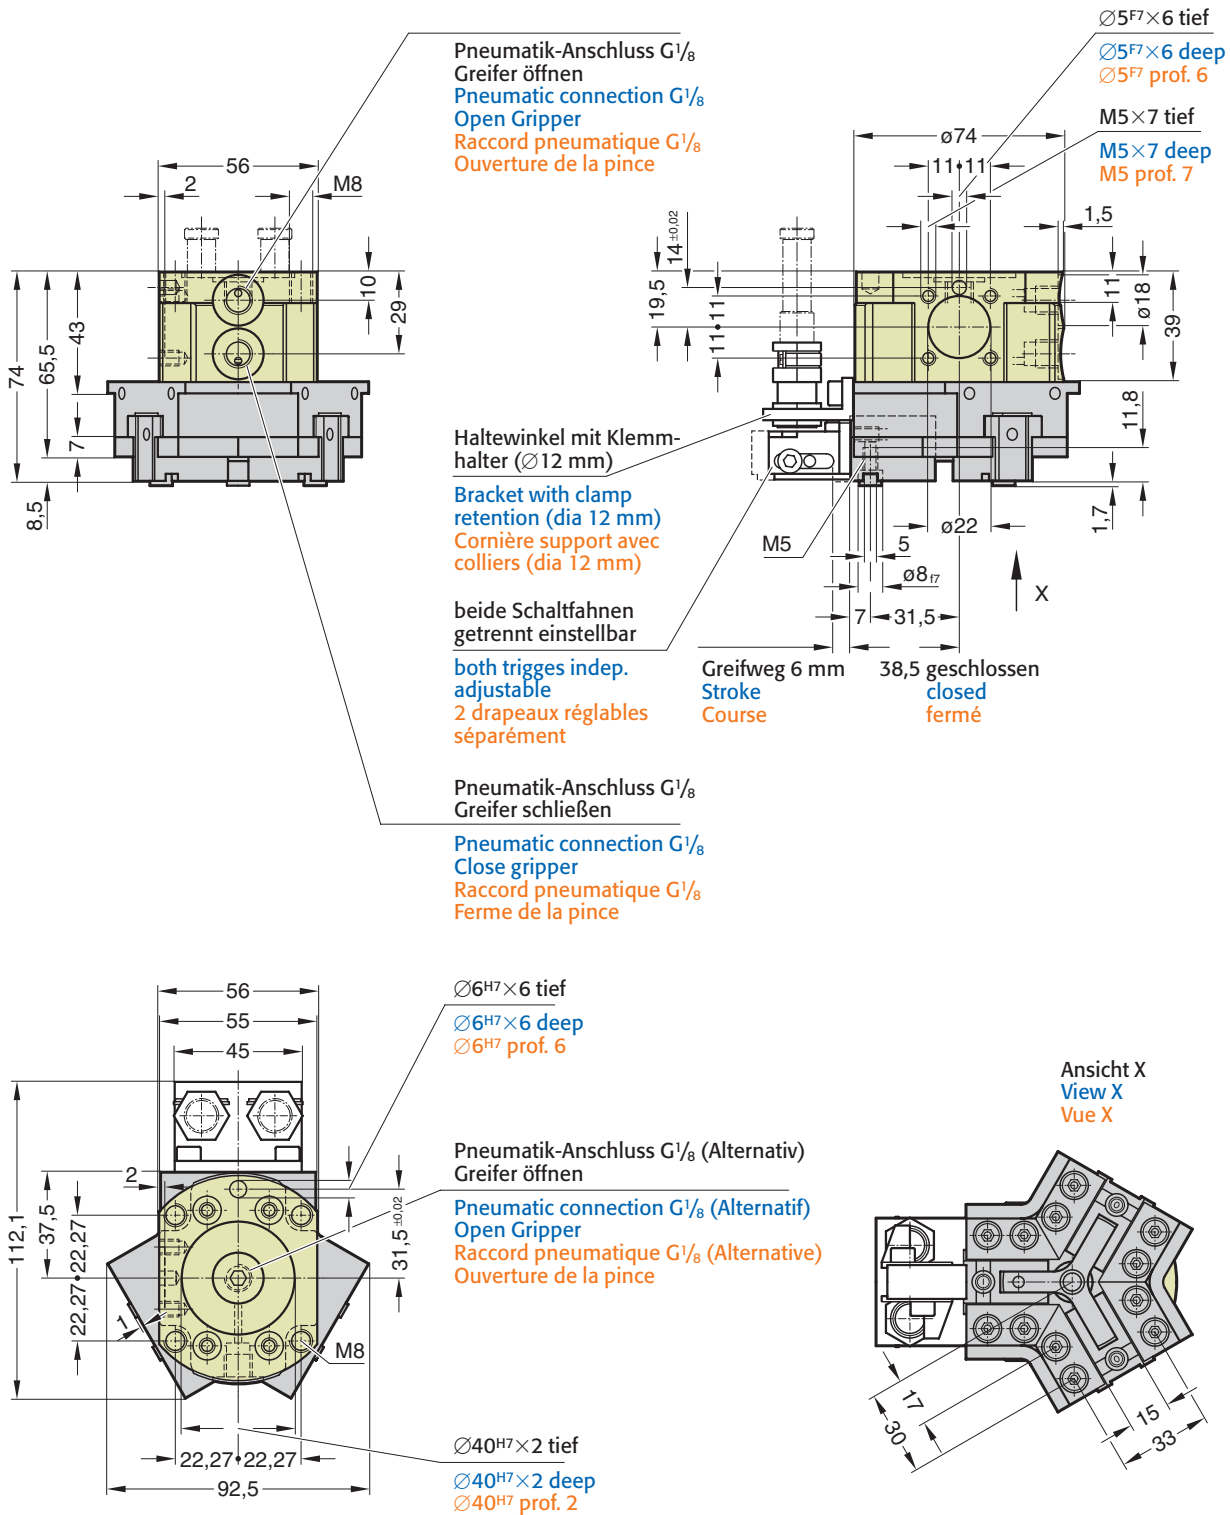 Pneumatik-Anschluss G1/8
Greifer öffnen
Pneumatic connection G1/8
Open Gripper
Raccord pneumatique G1/8
Ouverture de la pince
∅5F7×6 tief
∅5F7×6 deep
∅5F7 prof. 6
M5×7 tief
M5×7 deep
M5 prof. 7
56
2
M8
74
65,5
43
7
8,5
10
29
ø74
11 11
14±0,02
19,5
11 11
1,5
11
ø18
39
11,8
1,7
ø22
M5
5
ø8f7
7
31,5
X
Haltewinkel mit Klemm-
halter (∅12 mm)
Bracket with clamp
retention (dia 12 mm)
Cornière support avec
colliers (dia 12 mm)
beide Schaltfahnen
getrennt einstellbar
both trigges indep.
adjustable
2 drapeaux réglables
séparément
Greifweg 6 mm
Stroke
Course
38,5 geschlossen
closed
fermé
Pneumatik-Anschluss G1/8
Greifer schließen
Pneumatic connection G1/8
Close gripper
Raccord pneumatique G1/8
Ferme de la pince
56
55
45
∅6H7×6 tief
∅6H7×6 deep
∅6H7 prof. 6
2
112,1
37,5
22,27 22,27
1
31,5±0,02
M8
22,27 22,27
92,5
Pneumatik-Anschluss G1/8 (Alternativ)
Greifer öffnen
Pneumatic connection G1/8 (Alternatif)
Open Gripper
Raccord pneumatique G1/8 (Alternative)
Ouverture de la pince
∅40H7×2 tief
∅40H7×2 deep
∅40H7 prof. 2
Ansicht X
View X
Vue X
17
30
15
33